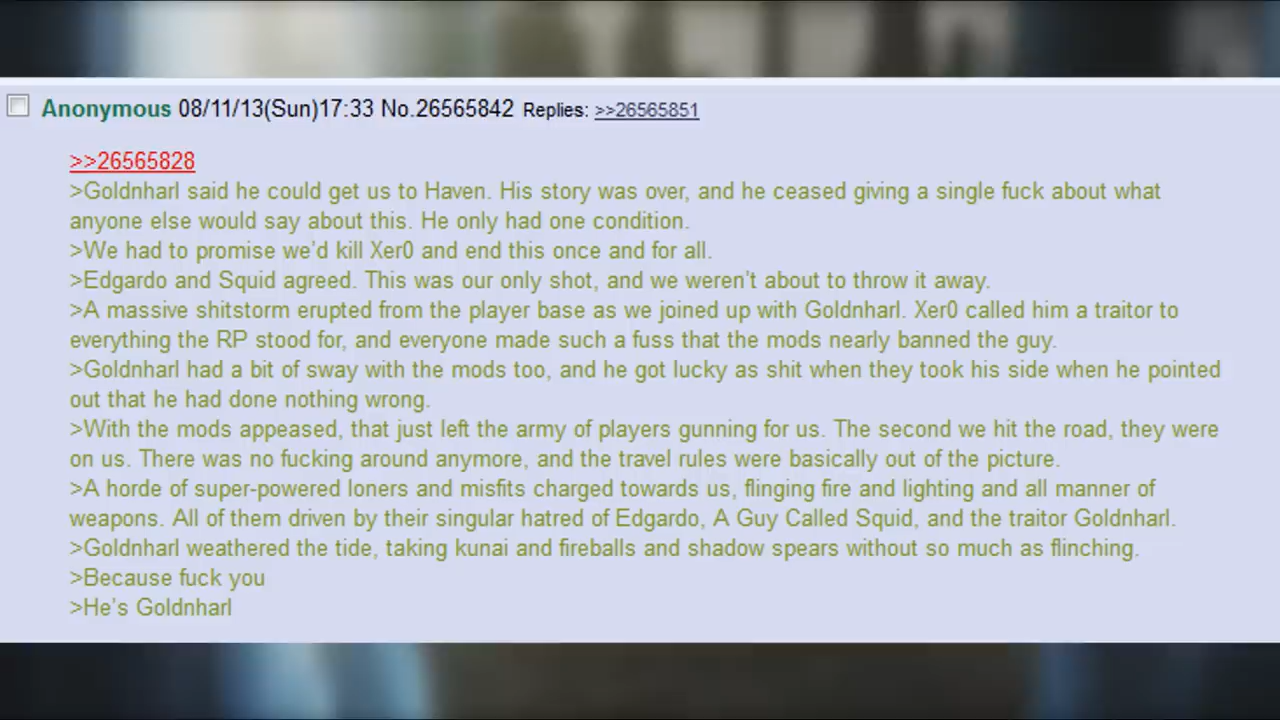 Anonymous 08/11/13(Sun)17:33 No.26565842 Replies: >>26565851
>>26565828
>Goldnharl said he could get us to Haven. His story was over, and he ceased giving a single fuck about what
anyone else would say about this. He only had one condition.
>We had to promise we'd kill Xer0 and end this once and for all.
>Edgardo and Squid agreed. This was our only shot, and we weren't about to throw it away.
>A massive shitstorm erupted from the player base as we joined up with Goldnharl. Xer0 called him a traitor to
everything the RP stood for, and everyone made such a fuss that the mods nearly banned the guy.
>Goldnharl had a bit of sway with the mods too, and he got lucky as shit when they took his side when he pointed
out that he had done nothing wrong.
>With the mods appeased, that just left the army of players gunning for us. The second we hit the road, they were
on us. There was no fucking around anymore, and the travel rules were basically out of the picture.
>A horde of super-powered loners and misfits charged towards us, flinging fire and lighting and all manner of
weapons. All of them driven by their singular hatred of Edgardo, A Guy Called Squid, and the traitor Goldnharl.
>Goldnharl weathered the tide, taking kunai and fireballs and shadow spears without so much as flinching.
>Because fuck you
>He's Goldnharl